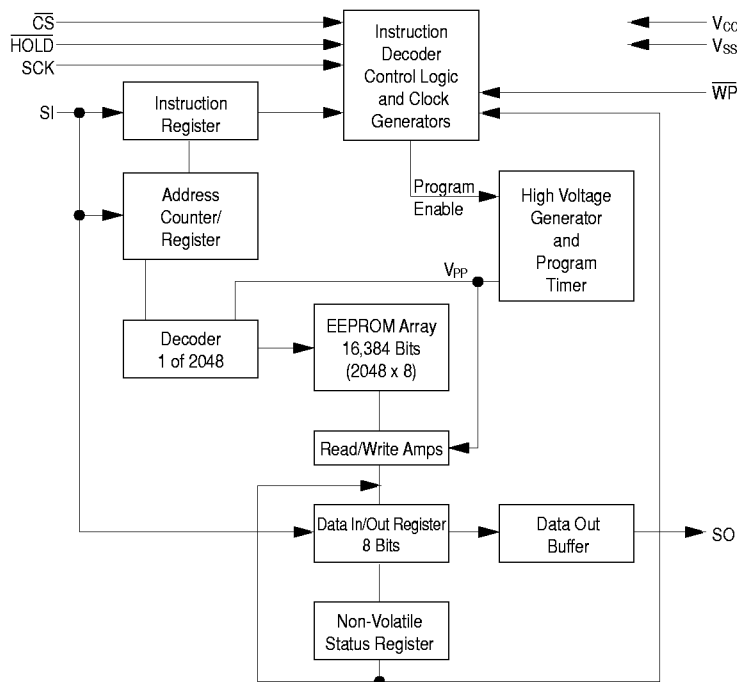 CS
HOLD
SCK
SI
Instruction
Decoder
Control Logic
and Clock
Generators
VCC
VSS
WP
Instruction
Register
Address
Counter/
Register
Program
Enable
High Voltage
Generator
and
Program
Timer
VPP
Decoder
1 of 2048
EEPROM Array
16,384 Bits
(2048 x 8)
Read/Write Amps
Data In/Out Register
8 Bits
Data Out
Buffer
SO
Non-Volatile
Status Register